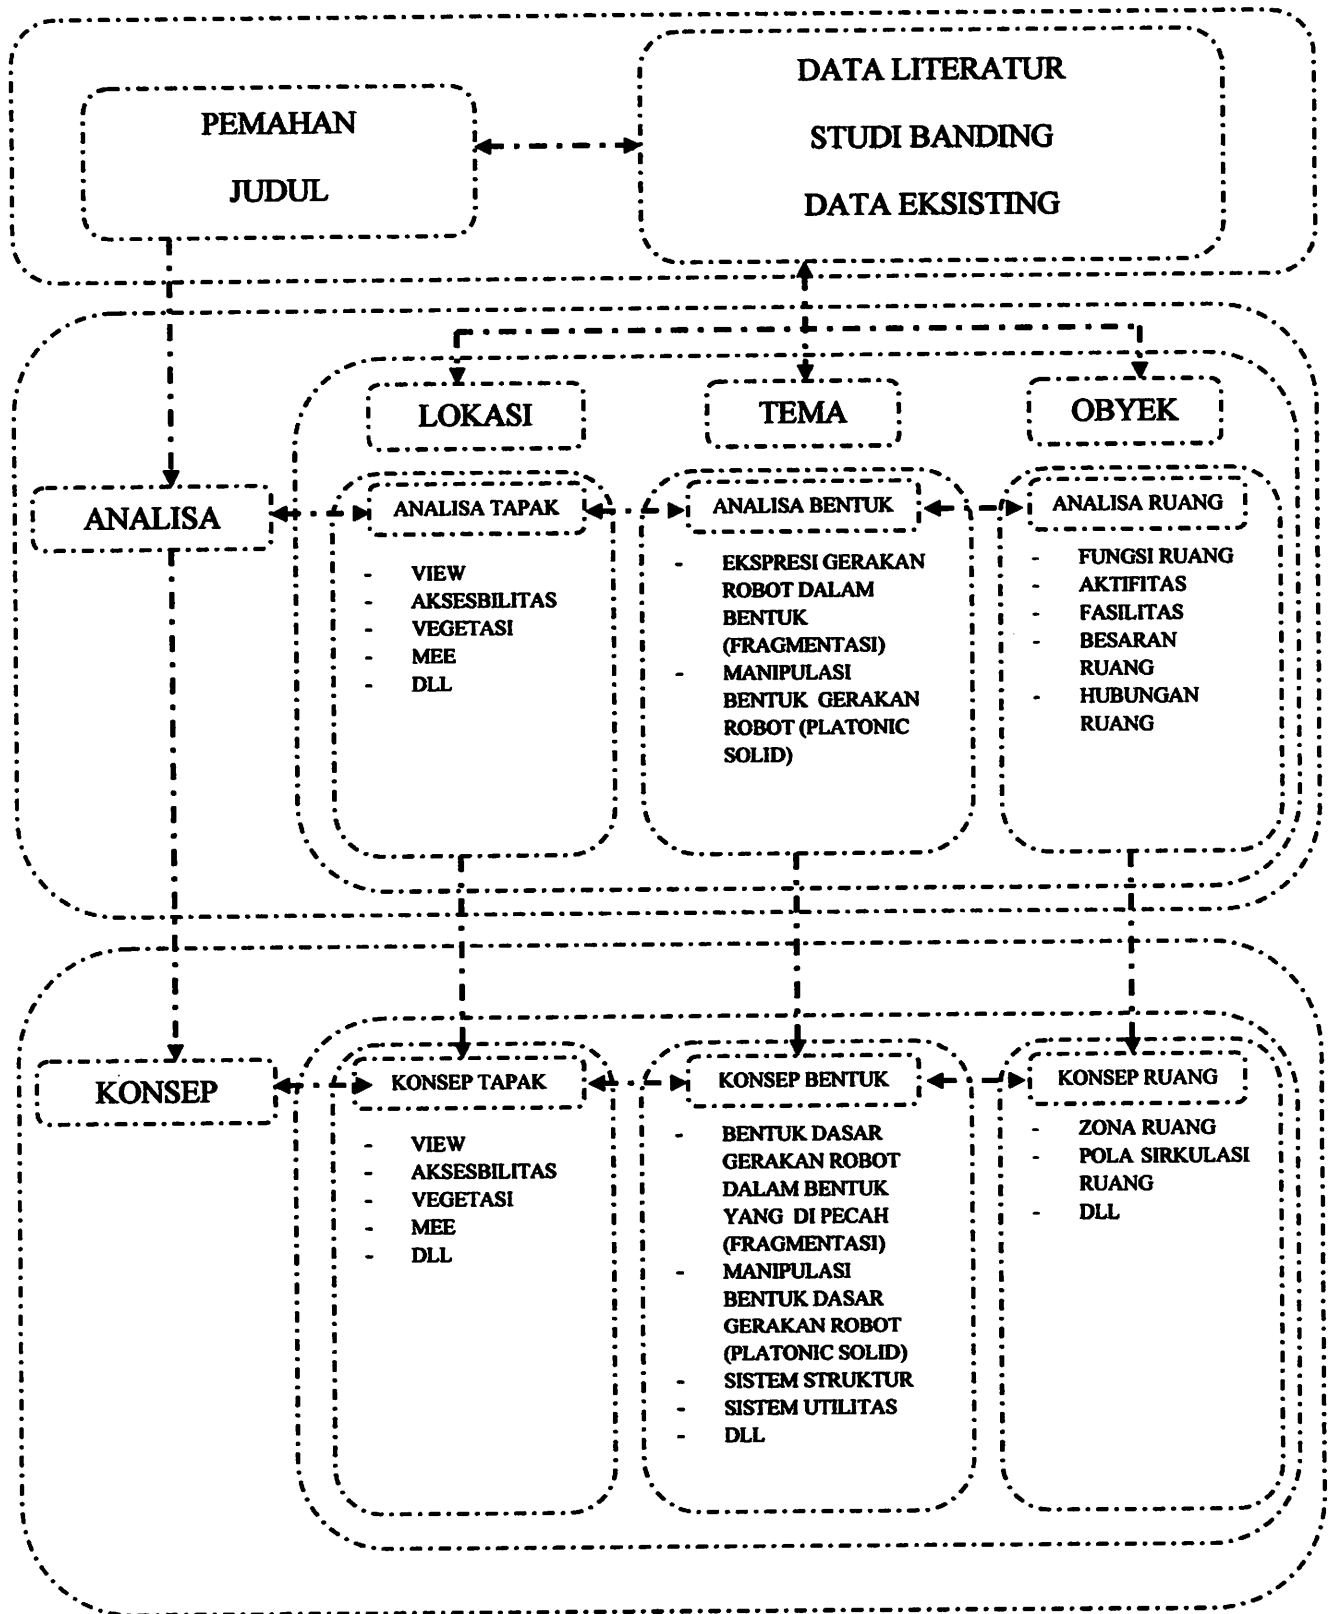 PEMAHAN
JUDUL
DATA LITERATUR
STUDI BANDING
DATA EKSISTING
LOKASI
TEMA
OBYEK
ANALISA
ANALISA TAPAK
- VIEW
- AKSESBILITAS
- VEGETASI
- MEE
- DLL
ANALISA BENTUK
- EKSPRESI GERAKAN
ROBOT DALAM
BENTUK
(FRAGMENTASI)
- MANIPULASI
BENTUK GERAKAN
ROBOT (PLATONIC
SOLID)
ANALISA RUANG
- FUNGSI RUANG
- AKTIFITAS
- FASILITAS
- BESARAN
RUANG
- HUBUNGAN
RUANG
KONSEP
KONSEP TAPAK
- VIEW
- AKSESBILITAS
- VEGETASI
- MEE
- DLL
KONSEP BENTUK
- BENTUK DASAR
GERAKAN ROBOT
DALAM BENTUK
YANG DI PECAH
(FRAGMENTASI)
- MANIPULASI
BENTUK DASAR
GERAKAN ROBOT
(PLATONIC SOLID)
- SISTEM STRUKTUR
- SISTEM UTILITAS
- DLL
KONSEP RUANG
- ZONA RUANG
- POLA SIRKULASI
RUANG
- DLL